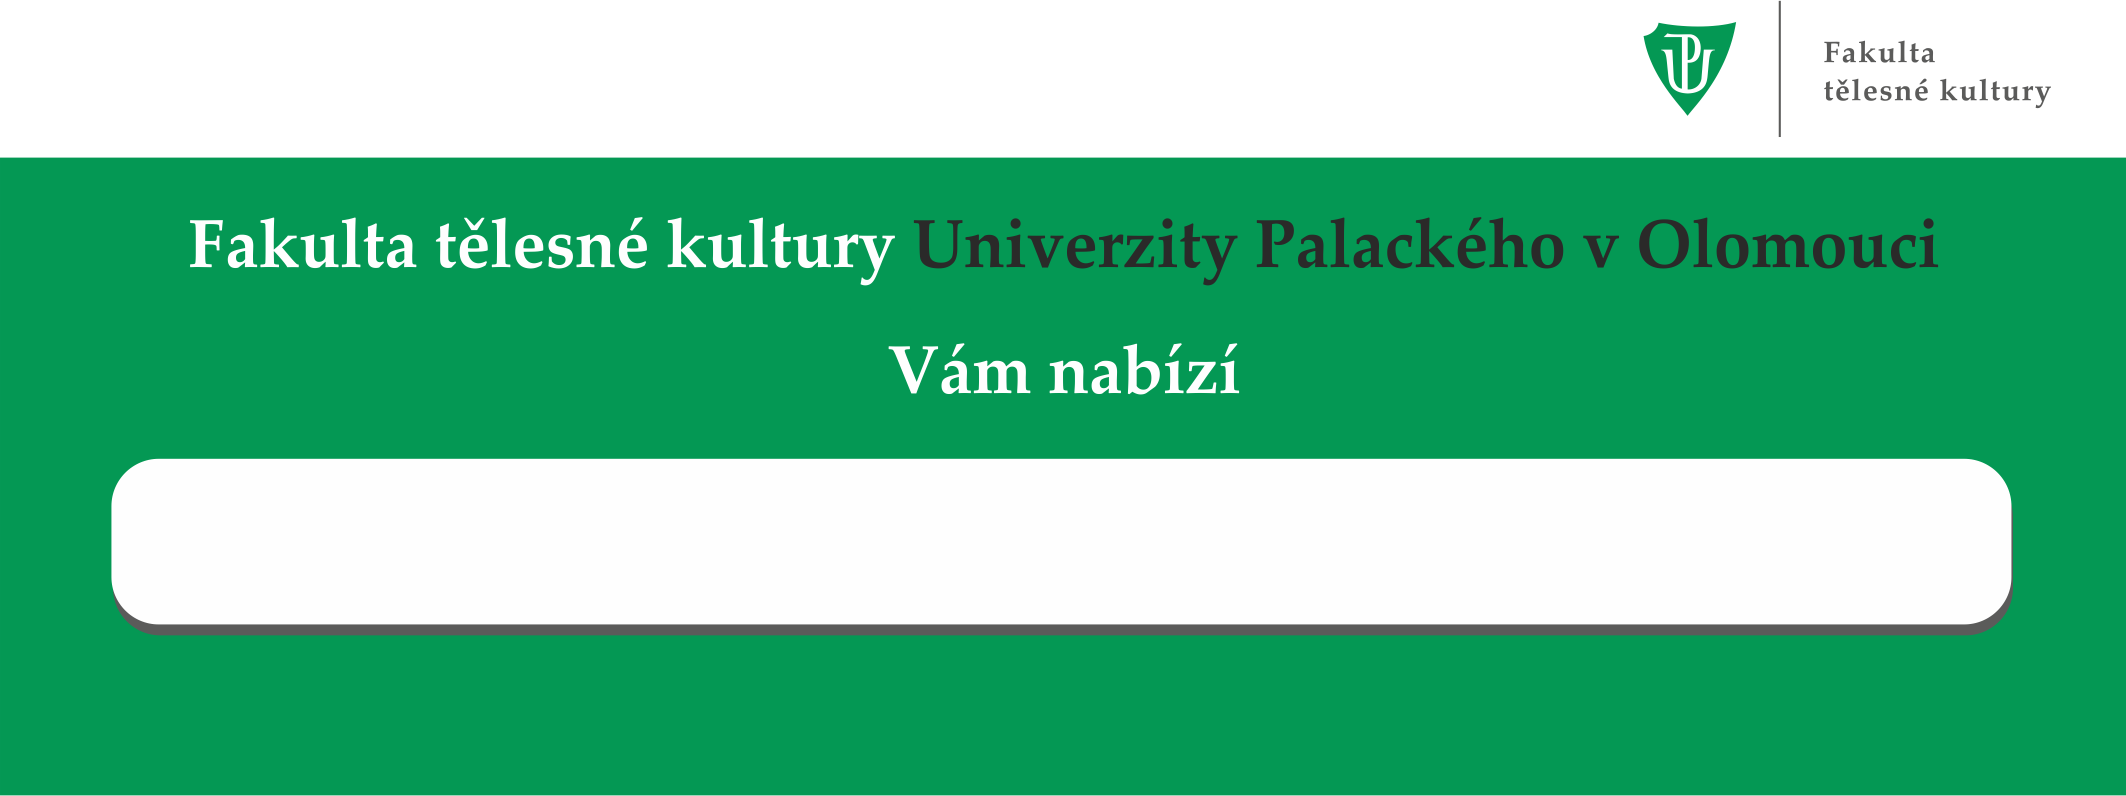 Fakulta
tělesné kultury
Fakulta tělesné kultury Univerzity Palackého v Olomouci
Vám nabízí